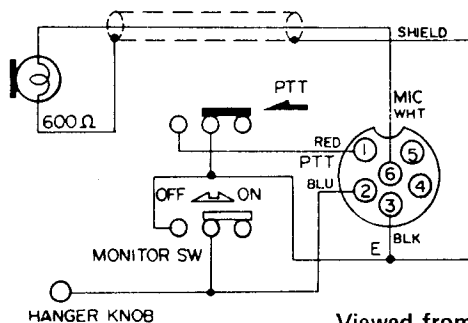 SHIELD
PTT
MIC
WHT
600Ω
RED
PTT
BLU
1
5
6
2
4
3
OFF
ON
BLK
E
MONITOR SW
HANGER KNOB
Viewed from